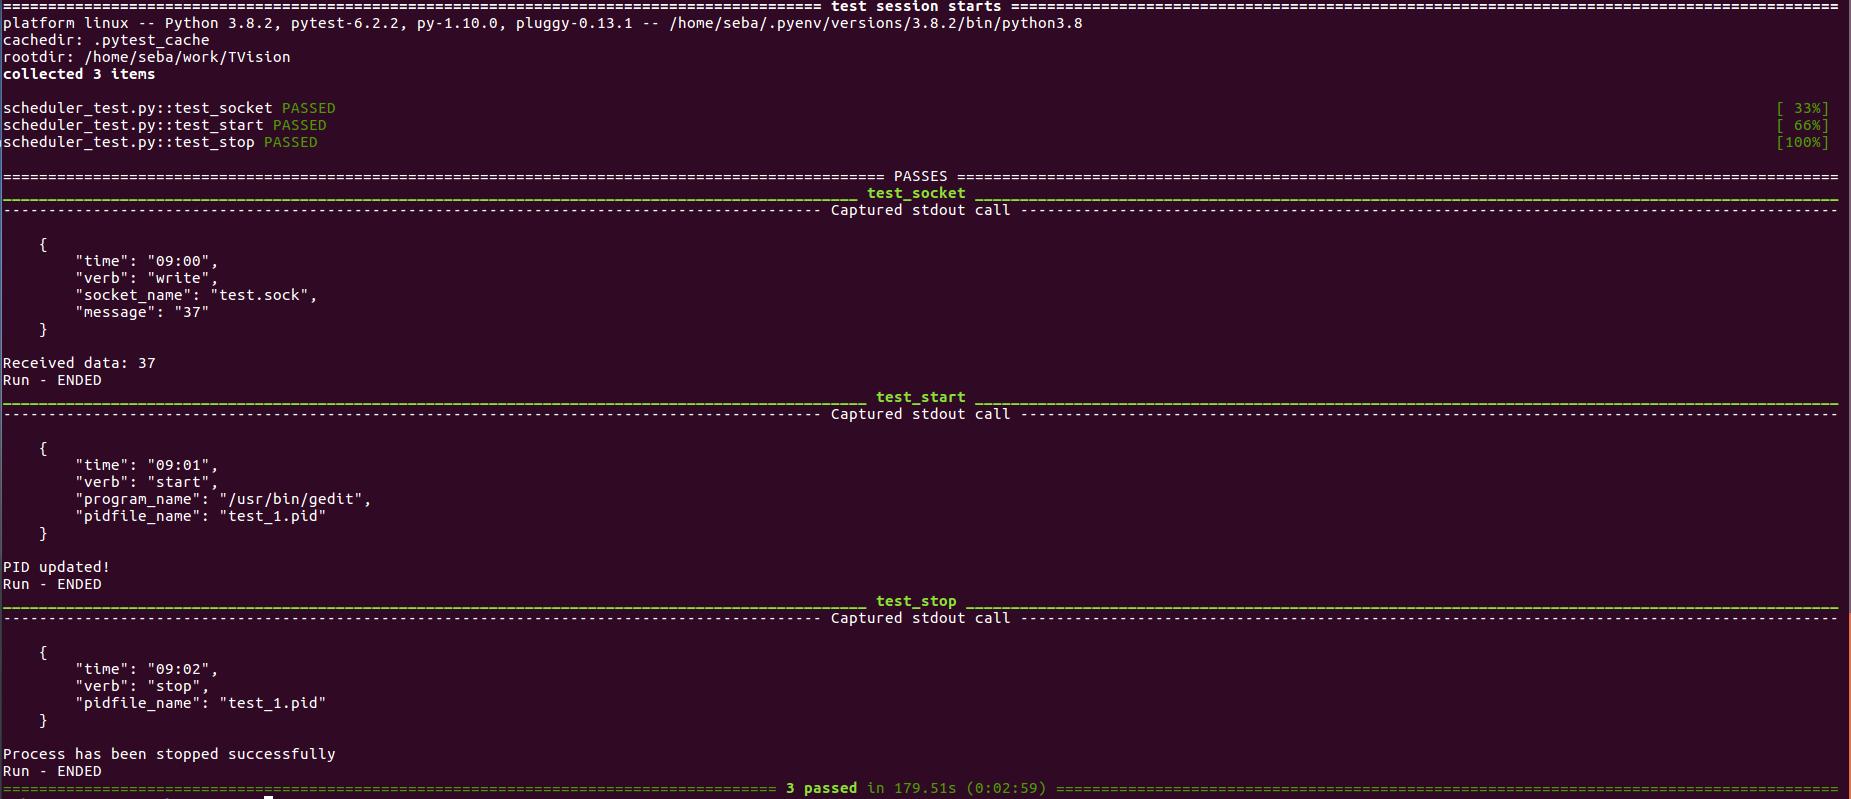 ============================================================================================ test session starts ============================================================================================
platform linux -- Python 3.8.2, pytest-6.2.2, py-1.10.0, pluggy-0.13.1 -- /home/seba/.pyenv/versions/3.8.2/bin/python3.8
cachedir: .pytest_cache
rootdir: /home/seba/work/TVision
collected 3 items
scheduler_test.py::test_socket PASSED [ 33%]
scheduler_test.py::test_start PASSED [ 66%]
scheduler_test.py::test_stop PASSED [100%]
================================================================================================== PASSES ==================================================================================================
_______________________________________________________________________________________________ test_socket ________________________________________________________________________________________________
------------------------------------------------------------------------------------------- Captured stdout call -------------------------------------------------------------------------------------------
{
"time": "09:00",
"verb": "write",
"socket_name": "test.sock",
"message": "37"
}
Received data: 37
Run - ENDED
________________________________________________________________________________________________ test_start ________________________________________________________________________________________________
------------------------------------------------------------------------------------------- Captured stdout call -------------------------------------------------------------------------------------------
{
"time": "09:01",
"verb": "start",
"program_name": "/usr/bin/gedit",
"pidfile_name": "test_1.pid"
}
PID updated!
Run - ENDED
________________________________________________________________________________________________ test_stop _________________________________________________________________________________________________
------------------------------------------------------------------------------------------- Captured stdout call -------------------------------------------------------------------------------------------
{
"time": "09:02",
"verb": "stop",
"pidfile_name": "test_1.pid"
}
Process has been stopped successfully
Run - ENDED
====================================================================================== 3 passed in 179.51s (0:02:59) =======================================================================================